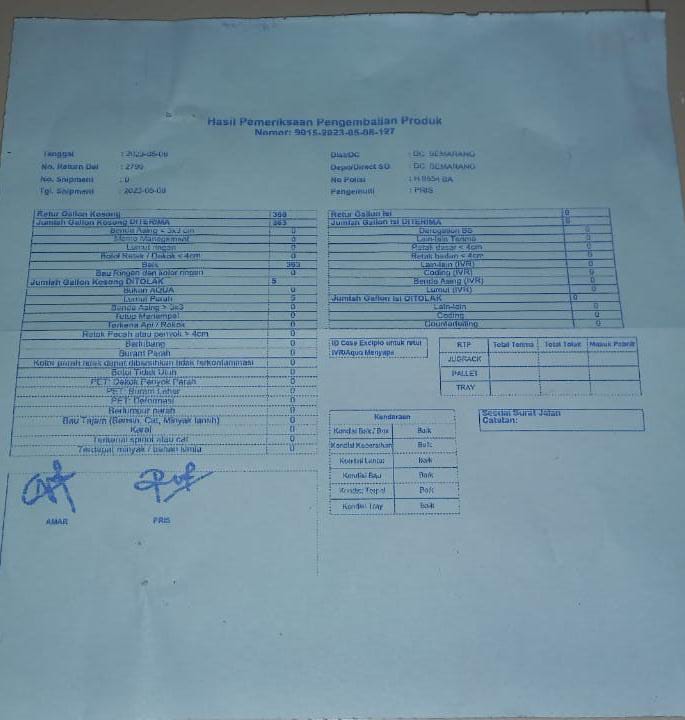 Hasil Pemeriksaan Pengembalian Produk
Nomor: 9015-2023-05-08-127
Tanggal : 2023-05-08
No. Return Del : 2790
No. Shipment : 0
Tgl. Shipment : 2023-05-08
Dist/DC : DC SEMARANG
Depo/Direct SO : DC SEMARANG
No Polisi
Pengemudi : PRIS
Retur Gallon Kosong 368
Jumlah Gallon Kosong DITERIMA 363
Benda Asing < 3x3 cm 0
Memo Management 0
Lumut ringan 0
Botol Retak / Dekok < 4cm 0
Baik 363
Bau Ringan dan kotor ringan 0
Jumlah Gallon Kosong DITOLAK 5
Bukan AQUA 0
Lumut Parah 5
Benda Asing > 3x3 0
Tutup Menempel 0
Terkena Api / Rokok 0
Retak Pecah atau penyok > 4cm 0
Berlubang 0
Buram Parah 0
Kotor parah tidak dapat dibersihkan tidak terkontaminasi 0
Botol Tidak Utuh 0
PET: Dekok Penyok Parah 0
PET: Buram Leher 0
PET: Deformasi 0
Berlumpur parah 0
Bau Tajam (Bensin, Cat, Minyak tanah) 0
Karat 0
Terkena spidol atau cat 0
Terdapat minyak / bahan kimia 0
Retur Gallon Isi 0
Jumlah Gallon Isi DITERIMA 0
Derogation BS 0
Lain-lain Terima 0
Retak dasar < 4cm 0
Retak badan < 4cm 0
Lain-lain (IVR) 0
Coding (IVR) 0
Benda Asing (IVR) 0
Lumut (IVR) 0
Jumlah Gallon Isi DITOLAK 0
Lain-lain 0
Coding 0
Counterfeiting 0
ID Case Excipio untuk retur
IVR/Aqua Menyapa
RTP Total Terima Total Tolak Masuk Pabrik
JUGRACK
PALLET
TRAY
Kendaraan
Kondisi Bak / Box Baik
Kondisi Kebersihan Baik
Kondisi Lantai Baik
Kondisi Bau Baik
Kondisi Terpal Baik
Kondisi Tray Baik
Sesuai Surat Jalan
Catatan:
AMAR PRIS